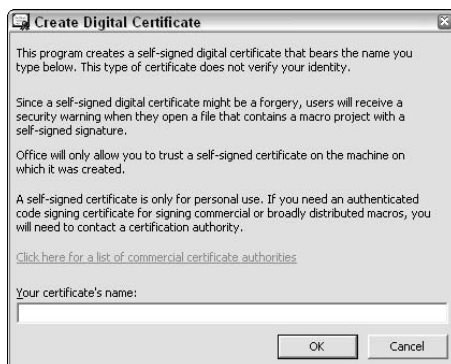 Create Digital Certificate
This program creates a self-signed digital certificate that bears the name you
type below. This type of certificate does not verify your identity.
Since a self-signed digital certificate might be a forgery, users will receive a
security warning when they open a file that contains a macro project with a
self-signed signature.
Office will only allow you to trust a self-signed certificate on the machine on
which it was created.
A self-signed certificate is only for personal use. If you need an authenticated
code signing certificate for signing commercial or broadly distributed macros, you
will need to contact a certification authority.
Click here for a list of commercial certificate authorities
Your certificate's name:
OK Cancel